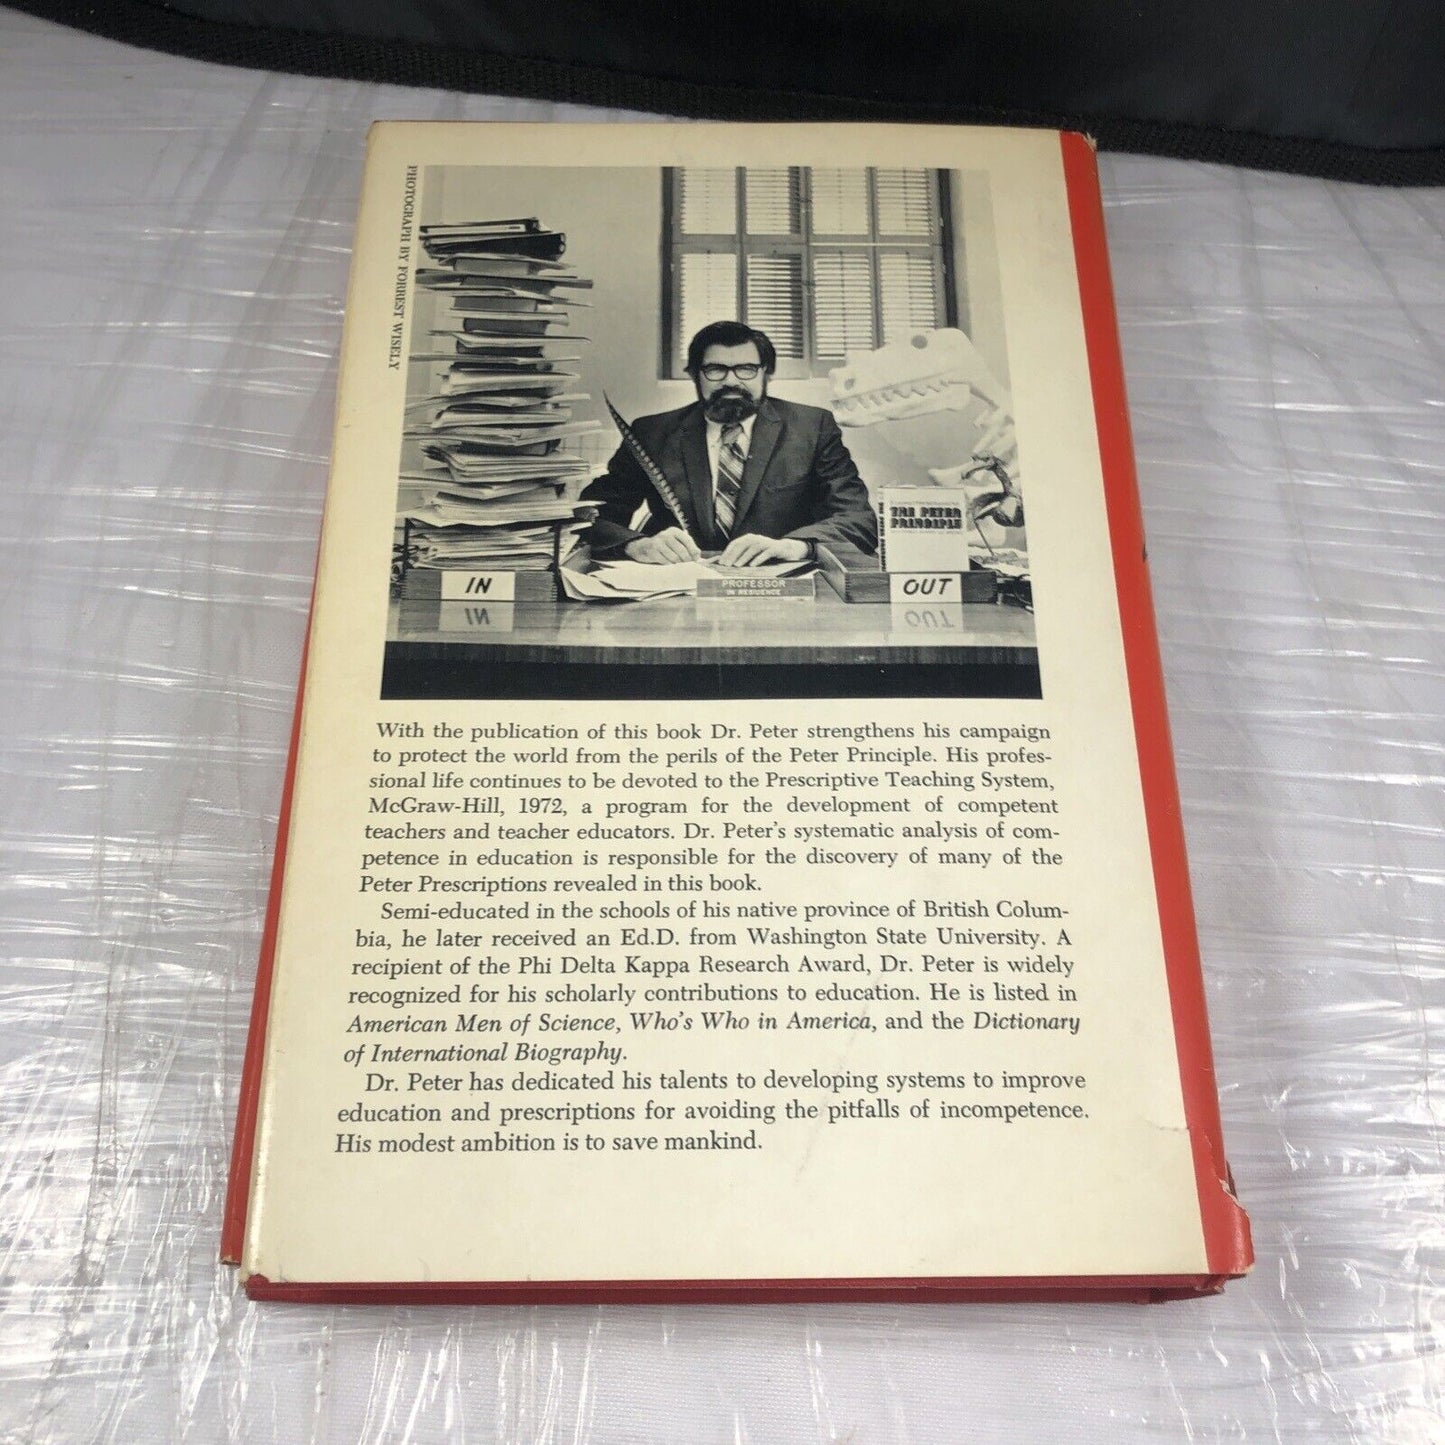 PHOTOGRAPH BY FORREST WISELY
THE PETER
PRINCIPLE
IN
PROFESSOR
IN RESIDENCE
OUT
With the publication of this book Dr. Peter strengthens his campaign
to protect the world from the perils of the Peter Principle. His profes-
sional life continues to be devoted to the Prescriptive Teaching System,
McGraw-Hill, 1972, a program for the development of competent
teachers and teacher educators. Dr. Peter's systematic analysis of com-
petence in education is responsible for the discovery of many of the
Peter Prescriptions revealed in this book.
Semi-educated in the schools of his native province of British Colum-
bia, he later received an Ed.D. from Washington State University. A
recipient of the Phi Delta Kappa Research Award, Dr. Peter is widely
recognized for his scholarly contributions to education. He is listed in
American Men of Science, Who's Who in America, and the Dictionary
of International Biography.
Dr. Peter has dedicated his talents to developing systems to improve
education and prescriptions for avoiding the pitfalls of incompetence.
His modest ambition is to save mankind.